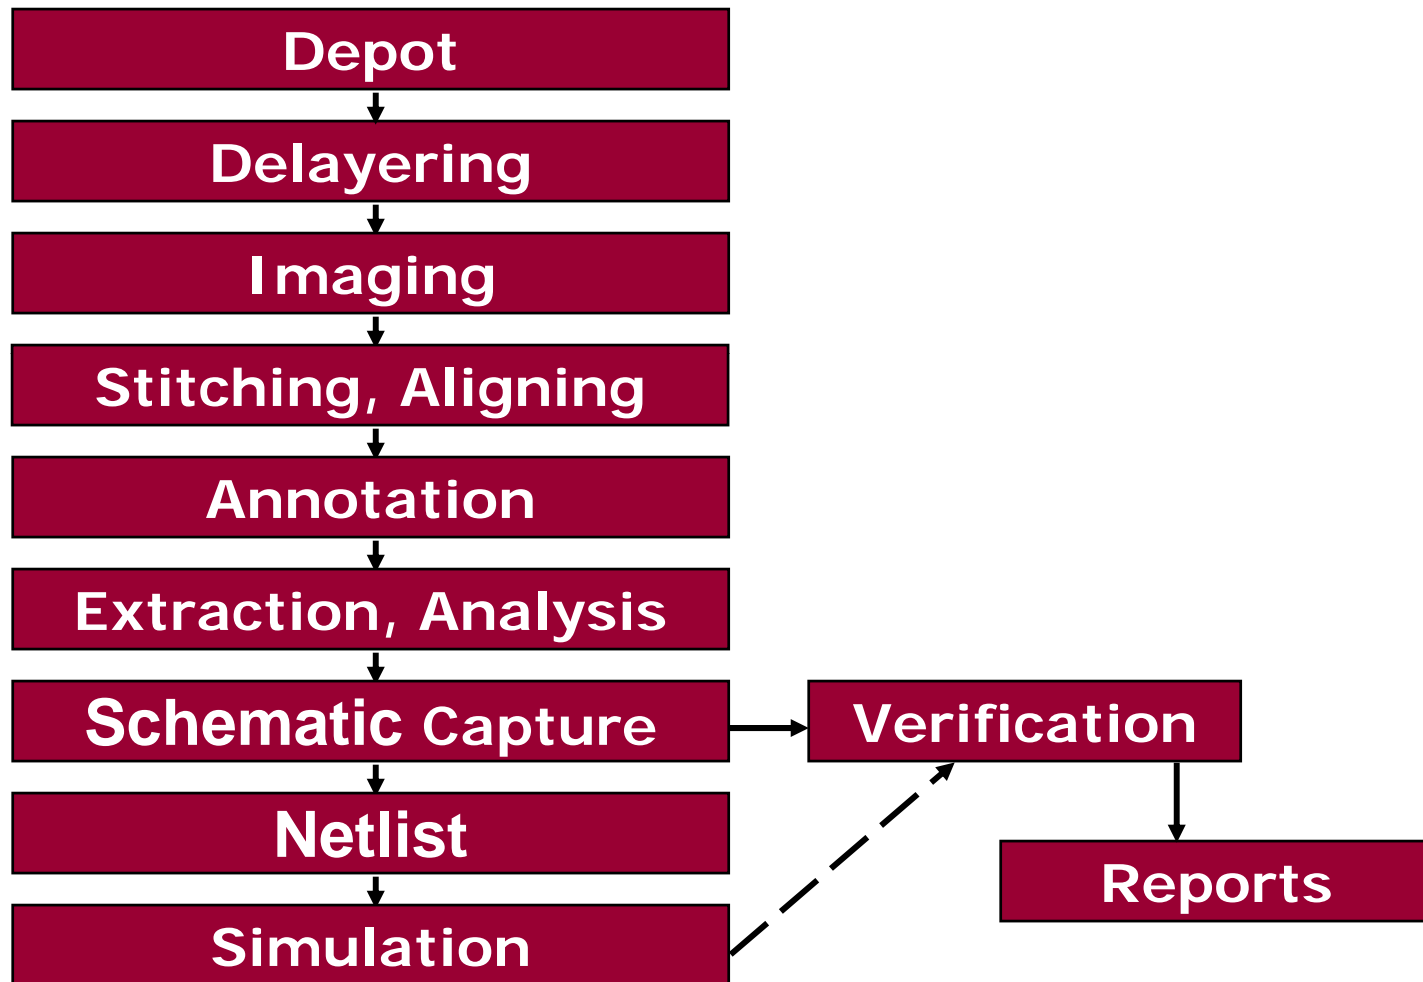 Depot
Delayering
Imaging
Stitching, Aligning
Annotation
Extraction, Analysis
Schematic Capture
Verification
Netlist
Reports
Simulation